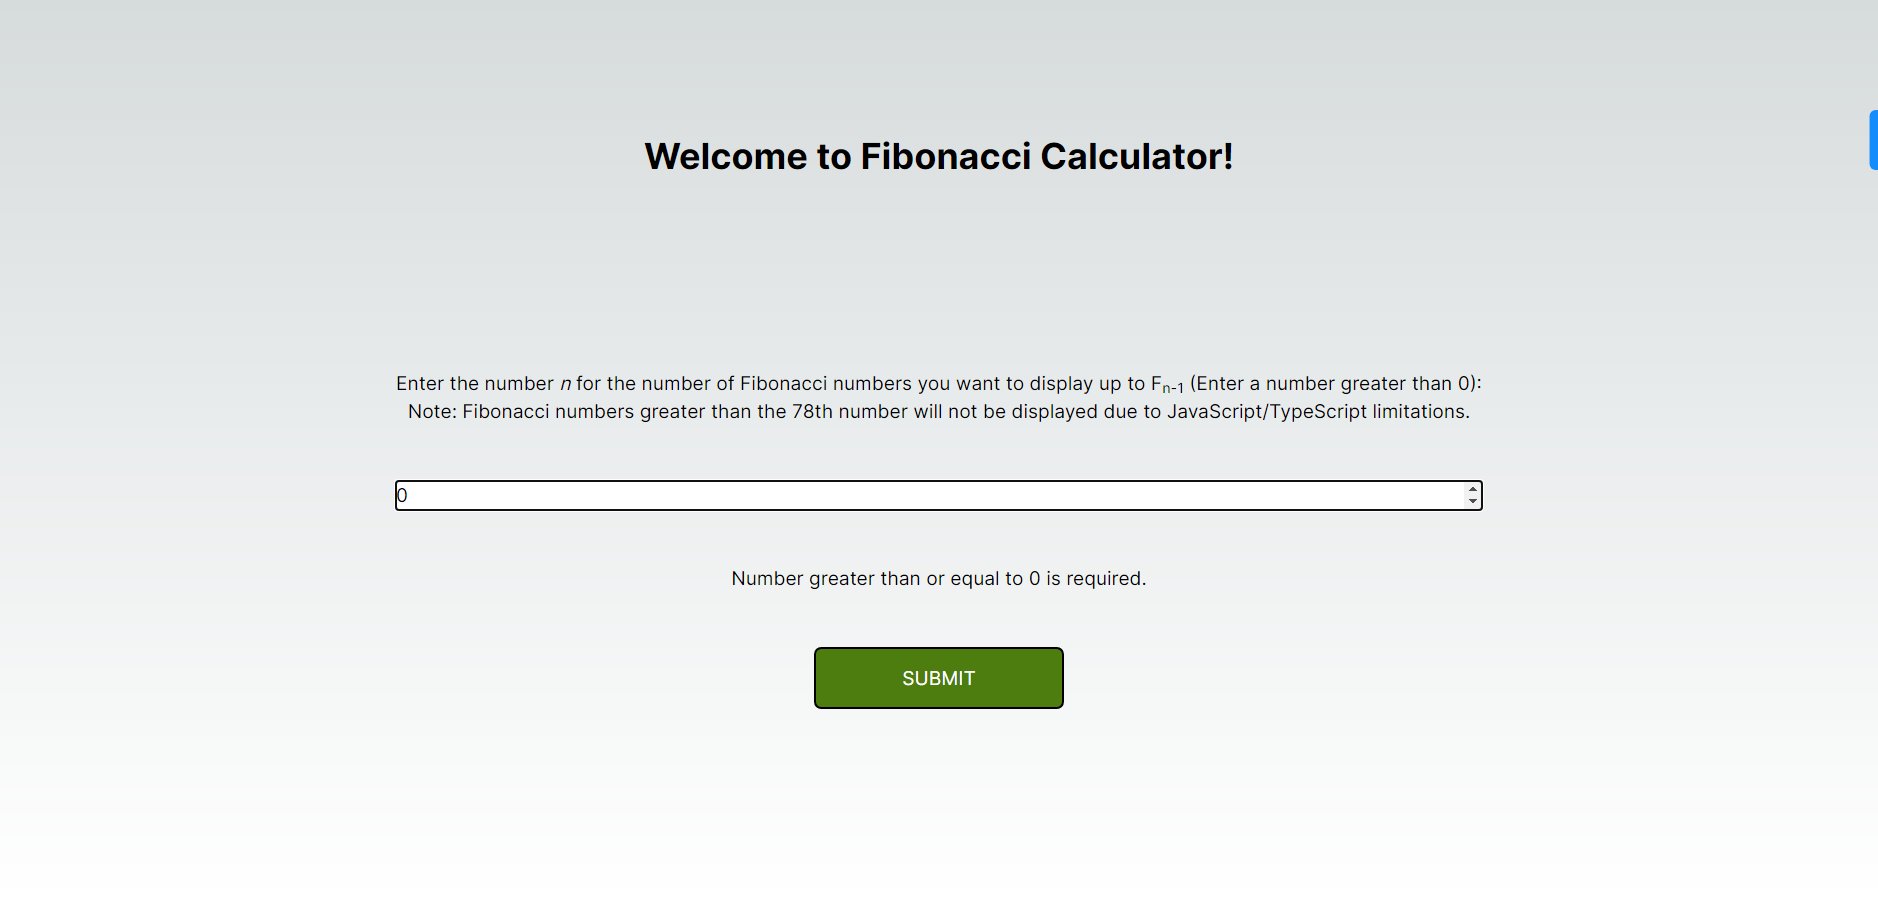 Welcome to Fibonacci Calculator!
Enter the number n for the number of Fibonacci numbers you want to display up to Fn-1 (Enter a number greater than 0):
Note: Fibonacci numbers greater than the 78th number will not be displayed due to JavaScript/TypeScript limitations.
0
Number greater than or equal to 0 is required.
SUBMIT